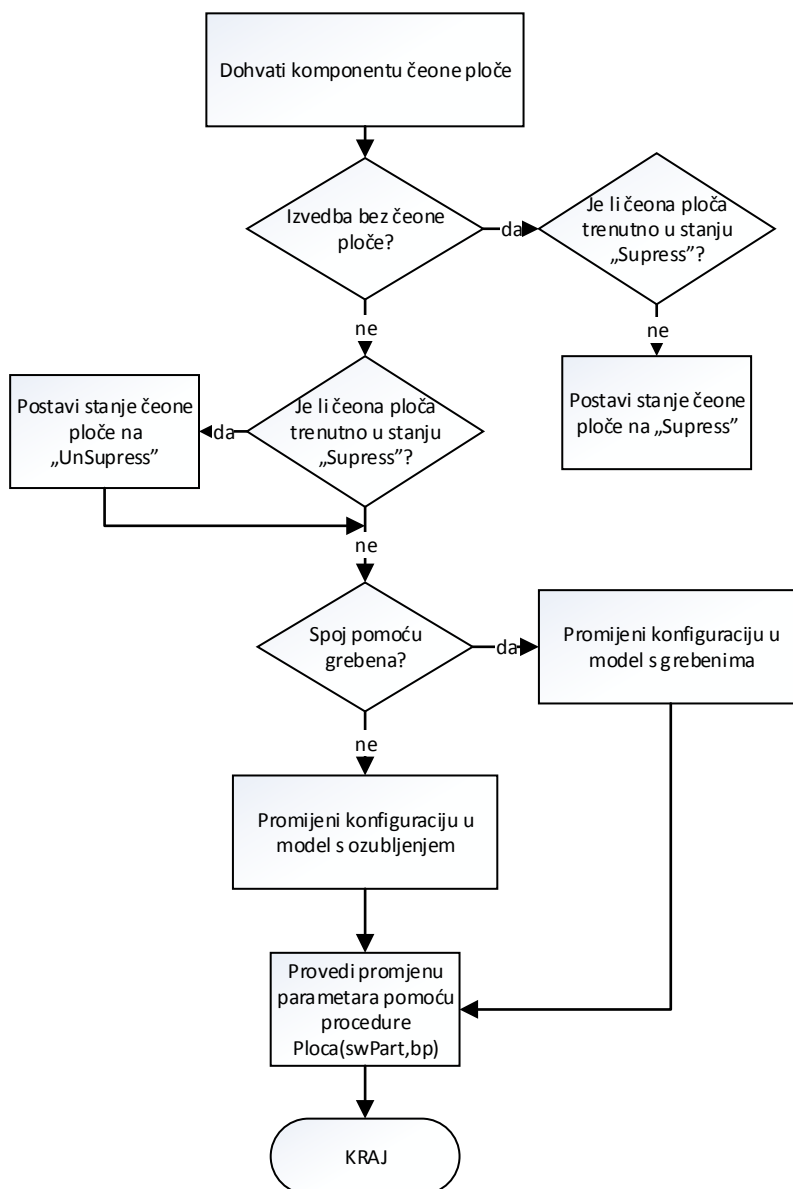 Dohvati komponentu čeone ploče
Izvedba bez čeone
ploče?
da
Je li čeona ploča
trenutno u stanju
„Supress”?
ne
ne
Postavi stanje čeone
ploče na „Supress”
Je li čeona ploča
trenutno u stanju
„Supress”?
da
Postavi stanje čeone
ploče na
„UnSupress”
ne
Spoj pomoću
grebena?
da
Promijeni konfiguraciju u
model s grebenima
ne
Promijeni konfiguraciju u
model s ozubljenjem
Provedi promjenu
parametara pomoću
procedure
Ploca(swPart,bp)
KRAJ